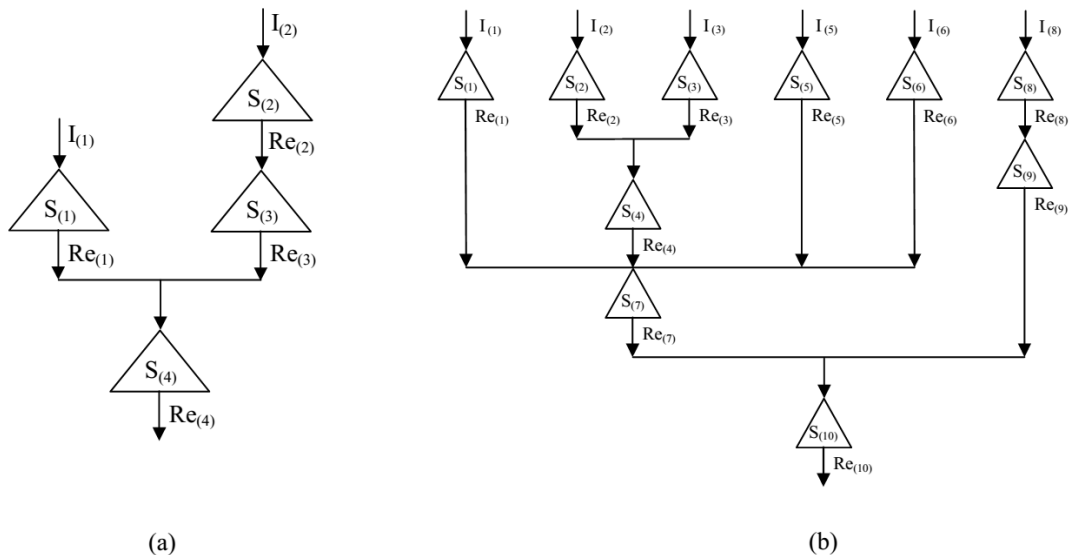 I(2)
S(2)
I(1)
Re(2)
S(1)
S(3)
Re(1)
Re(3)
S(4)
Re(4)
(a)
I(1) I(2) I(3) I(5) I(6) I(8)
S(1) S(2) S(3) S(5) S(6) S(8)
Re(1) Re(2) Re(3) Re(5) Re(6) Re(8)
S(9)
S(4)
Re(9)
Re(4)
S(7)
Re(7)
S(10)
Re(10)
(b)